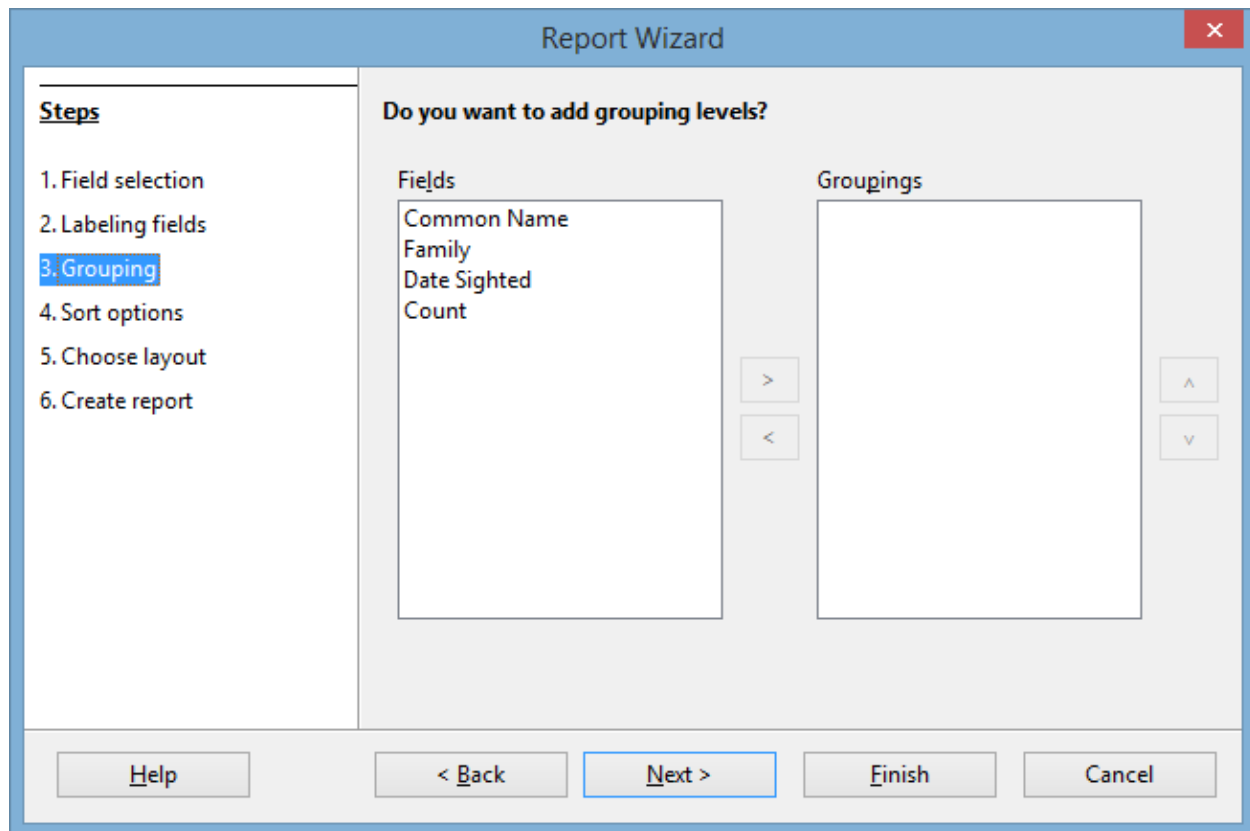 Report Wizard
×
Steps
1. Field selection
2. Labeling fields
3. Grouping
4. Sort options
5. Choose layout
6. Create report
Do you want to add grouping levels?
Fields
Common Name
Family
Date Sighted
Count
>
<
Groupings
^
v
Help
< Back
Next >
Finish
Cancel